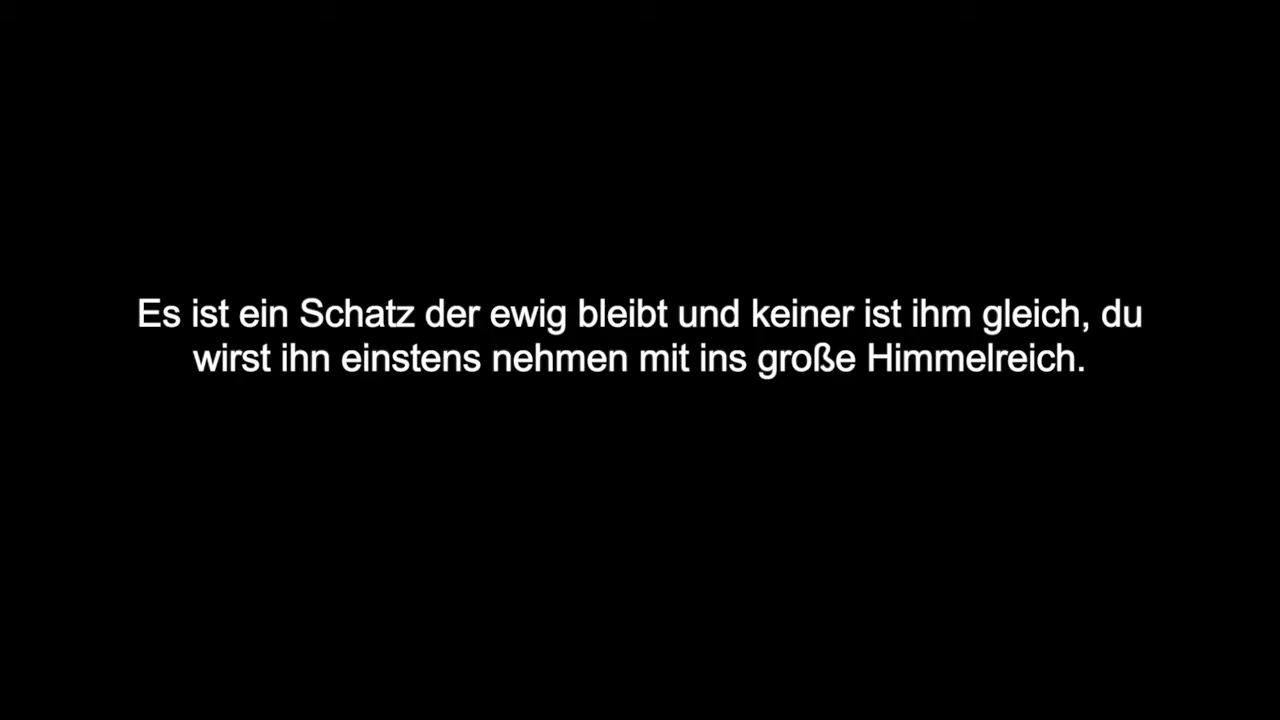 Es ist ein Schatz der ewig bleibt und keiner ist ihm gleich, du
wirst ihn einstens nehmen mit ins große Himmelreich.